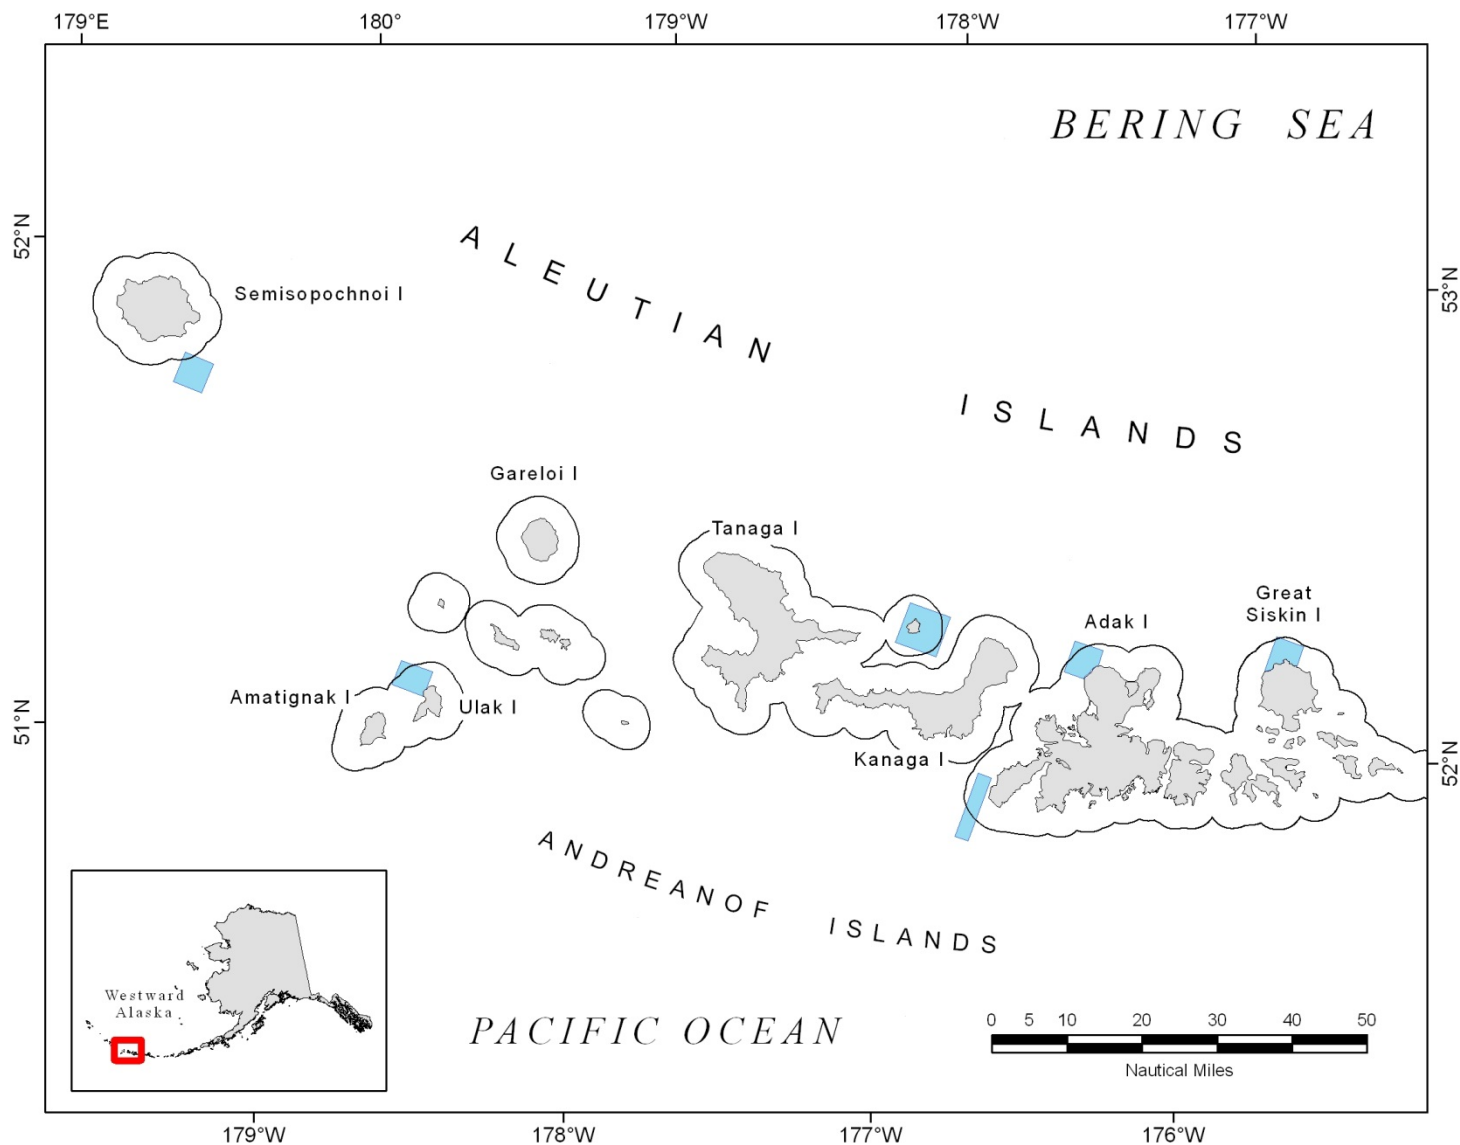 179°E 180° 179°W 178°W 177°W
BERING SEA
52°N
ALEUTIAN
ISLANDS
53°N
Semisopochnoi I
Gareloi I
Tanaga I
Great
Siskin I
Adak I
Amatignak I
Ulak I
51°N
Kanaga I
52°N
ANDREANOF ISLANDS
Westward
Alaska
PACIFIC OCEAN
0 5 10 20 30 40 50
Nautical Miles
179°W 178°W 177°W 176°W